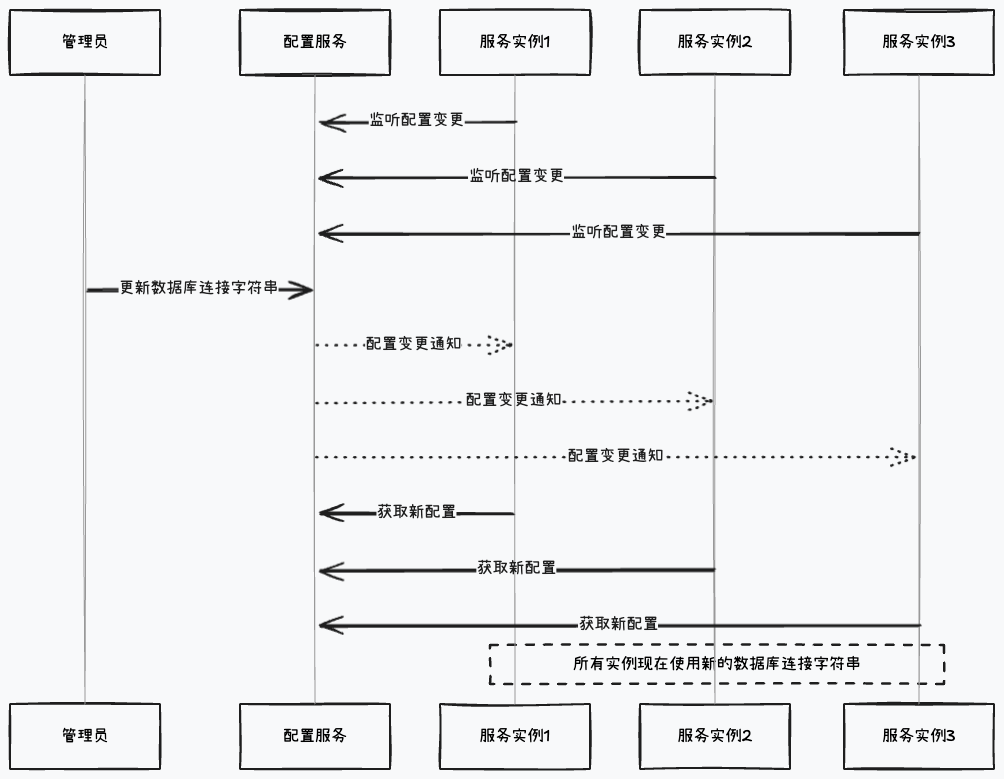 管理员
配置服务
服务实例1
服务实例2
服务实例3
监听配置变更
监听配置变更
监听配置变更
更新数据库连接字符串
配置变更通知
配置变更通知
配置变更通知
获取新配置
获取新配置
获取新配置
所有实例现在使用新的数据库连接字符串
管理员
配置服务
服务实例1
服务实例2
服务实例3